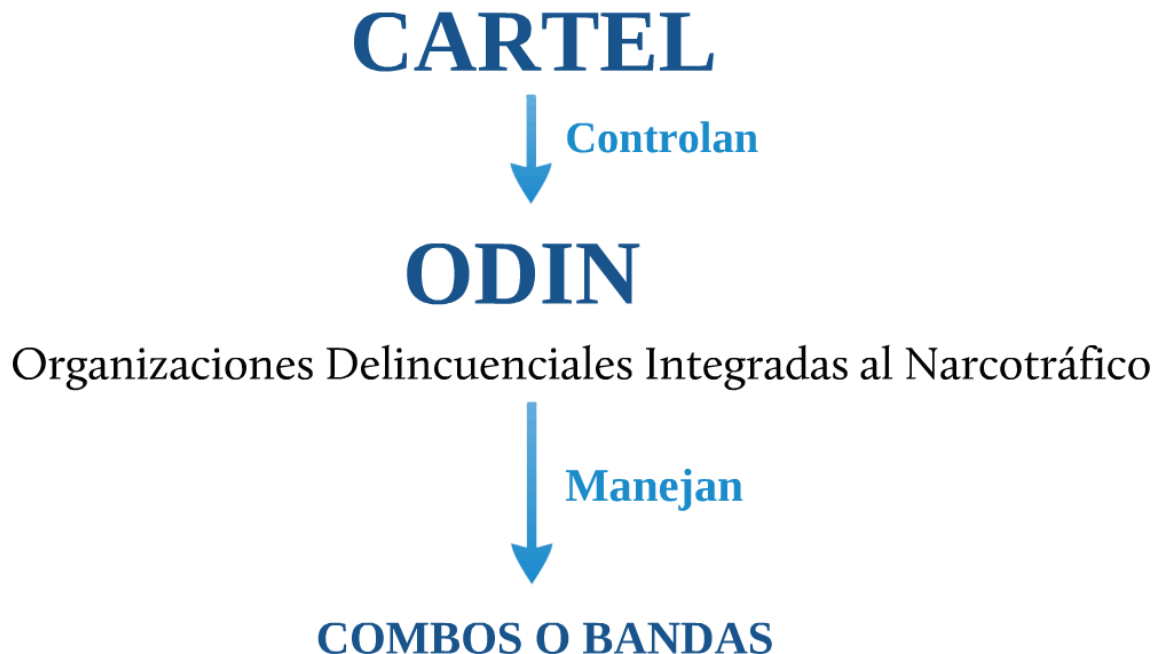 CARTEL
Controlan
ODIN
Organizaciones Delincuenciales Integradas al Narcotráfico
Manejan
COMBOS O BANDAS